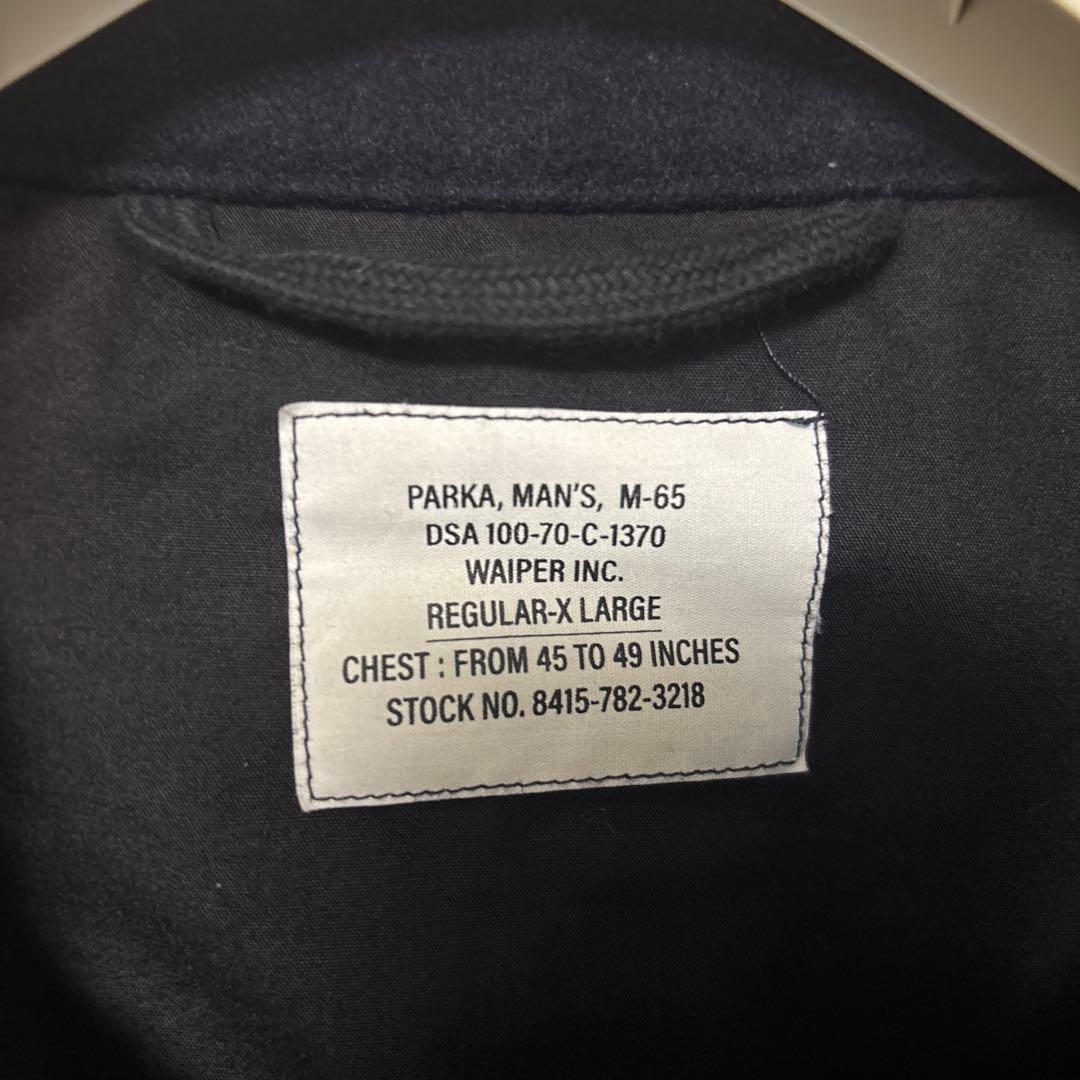 PARKA, MAN'S, M-65
DSA 100-70-C-1370
WAIPER INC.
REGULAR-X LARGE
CHEST : FROM 45 TO 49 INCHES
STOCK NO. 8415-782-3218